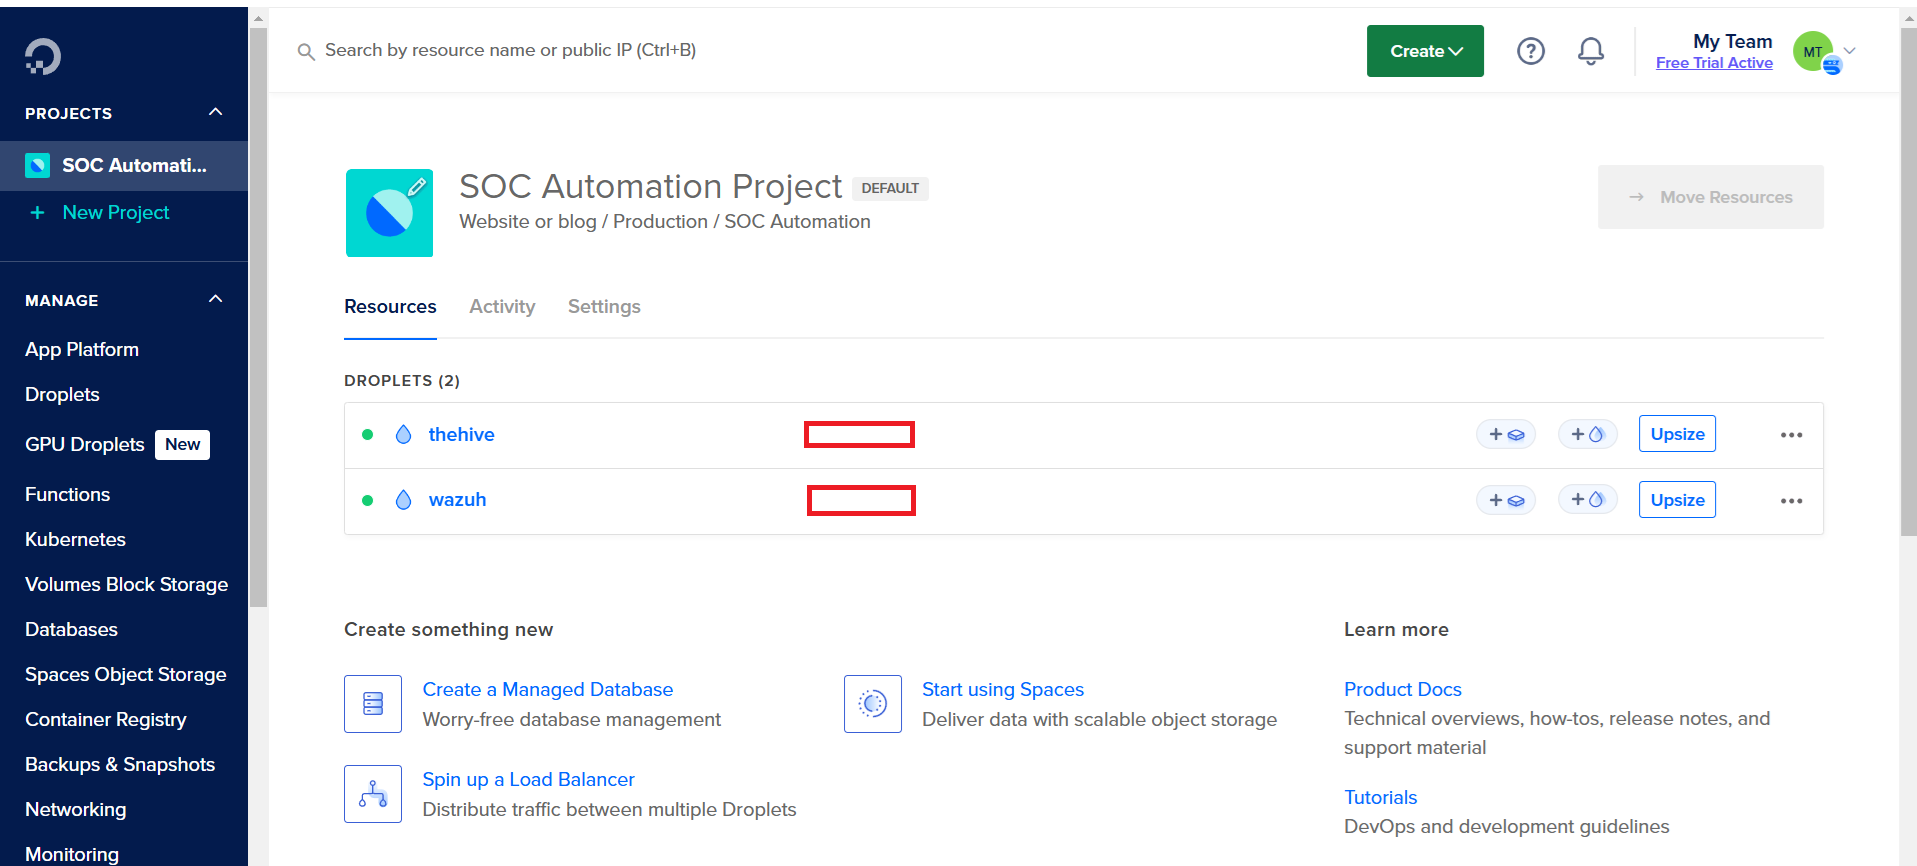 Search by resource name or public IP (Ctrl+B)
Create
My Team
Free Trial Active
MT
PROJECTS
SOC Automati...
+ New Project
MANAGE
App Platform
Droplets
GPU Droplets New
Functions
Kubernetes
Volumes Block Storage
Databases
Spaces Object Storage
Container Registry
Backups & Snapshots
Networking
Monitoring
SOC Automation Project DEFAULT
Website or blog / Production / SOC Automation
→ Move Resources
Resources Activity Settings
DROPLETS (2)
thehive + + Upsize
wazuh + + Upsize
Create something new
Create a Managed Database
Worry-free database management
Start using Spaces
Deliver data with scalable object storage
Spin up a Load Balancer
Distribute traffic between multiple Droplets
Learn more
Product Docs
Technical overviews, how-tos, release notes, and
support material
Tutorials
DevOps and development guidelines